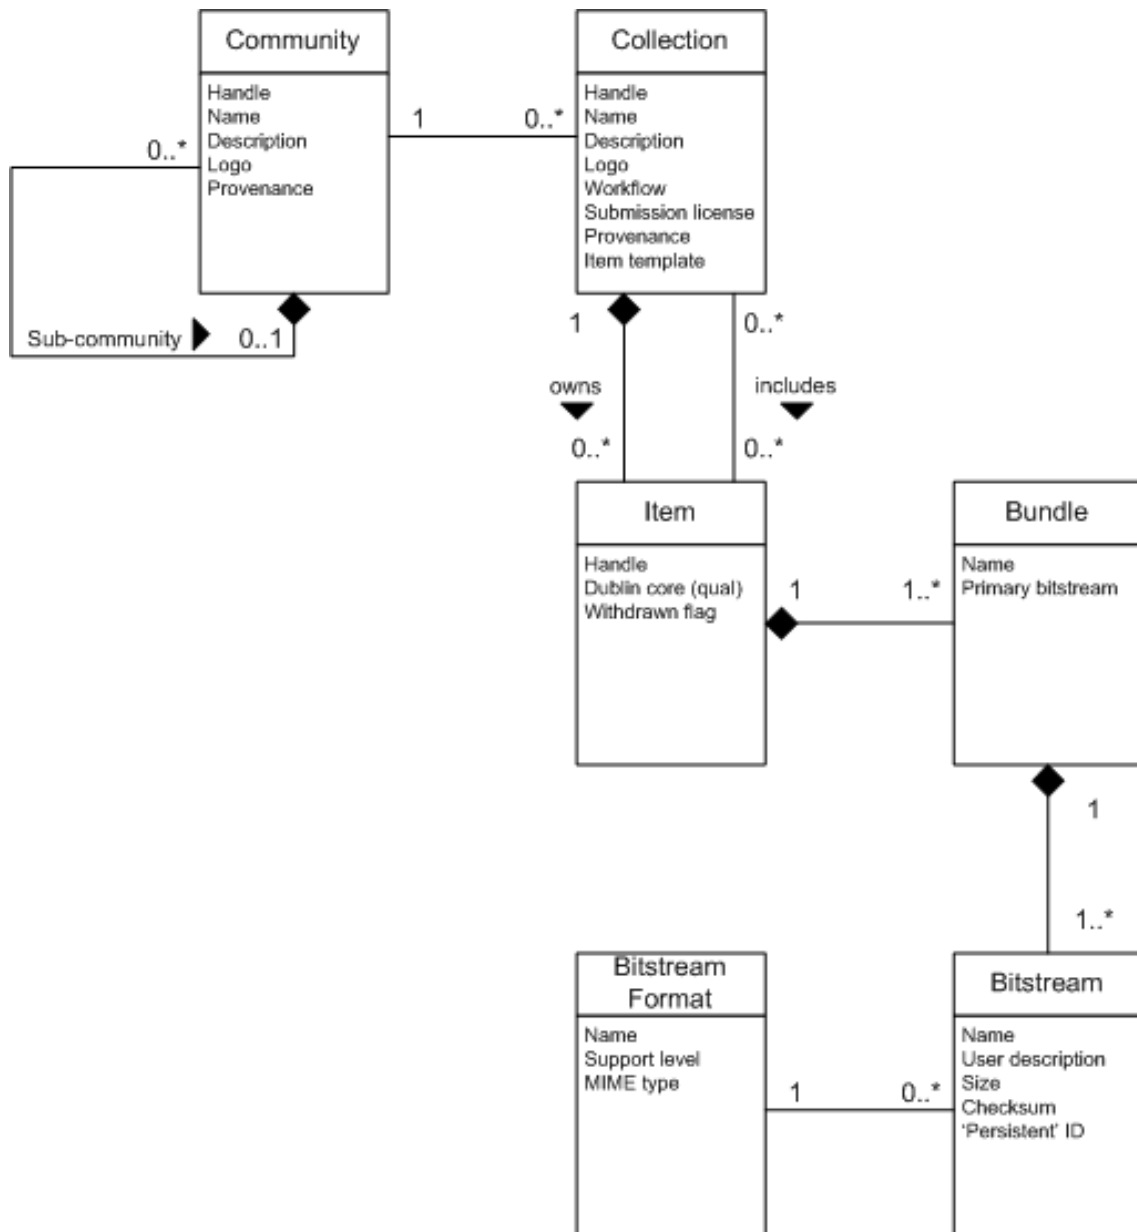 Community
Handle
Name
Description
Logo
Provenance
Collection
Handle
Name
Description
Logo
Workflow
Submission license
Provenance
Item template
1
0..*
0..*
Sub-community
0..1
1
0..*
owns
includes
0..*
0..*
Item
Handle
Dublin core (qual)
Withdrawn flag
Bundle
Name
Primary bitstream
1
1..*
1
1..*
Bitstream
Format
Name
Support level
MIME type
Bitstream
Name
User description
Size
Checksum
'Persistent' ID
1
0..*